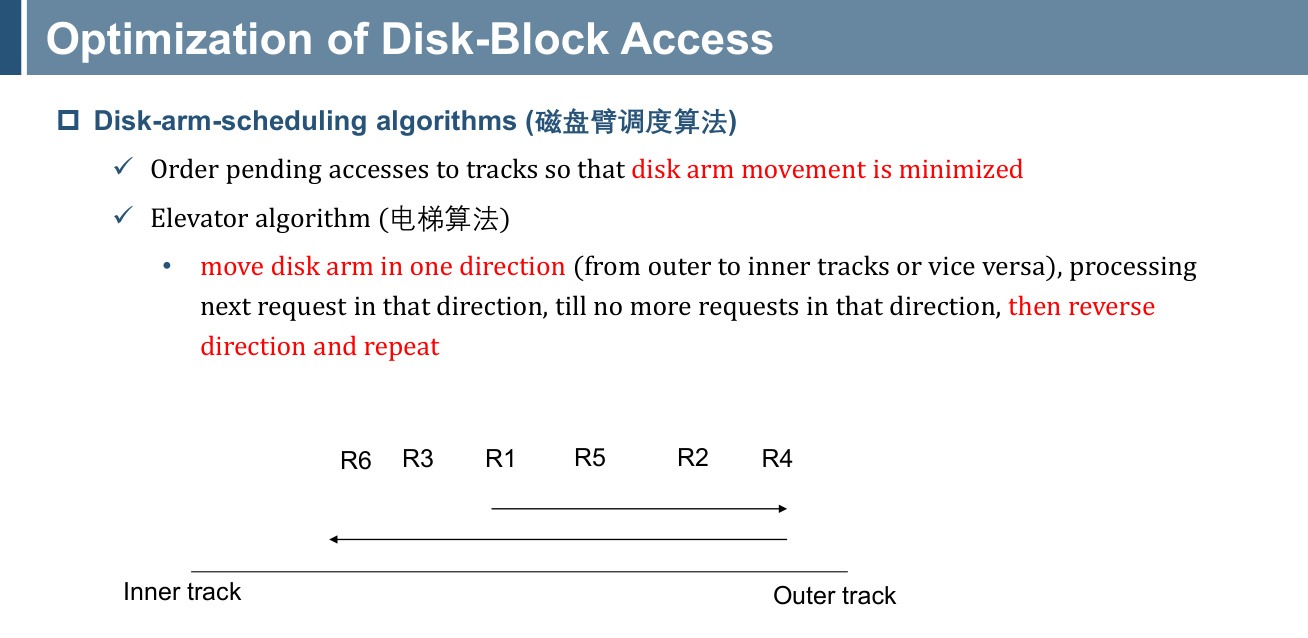 Optimization of Disk-Block Access
Disk-arm-scheduling algorithms (磁盘臂调度算法)
Order pending accesses to tracks so that disk arm movement is minimized
Elevator algorithm (电梯算法)
move disk arm in one direction (from outer to inner tracks or vice versa), processing
next request in that direction, till no more requests in that direction, then reverse
direction and repeat
R6 R3 R1 R5 R2 R4
Inner track
Outer track